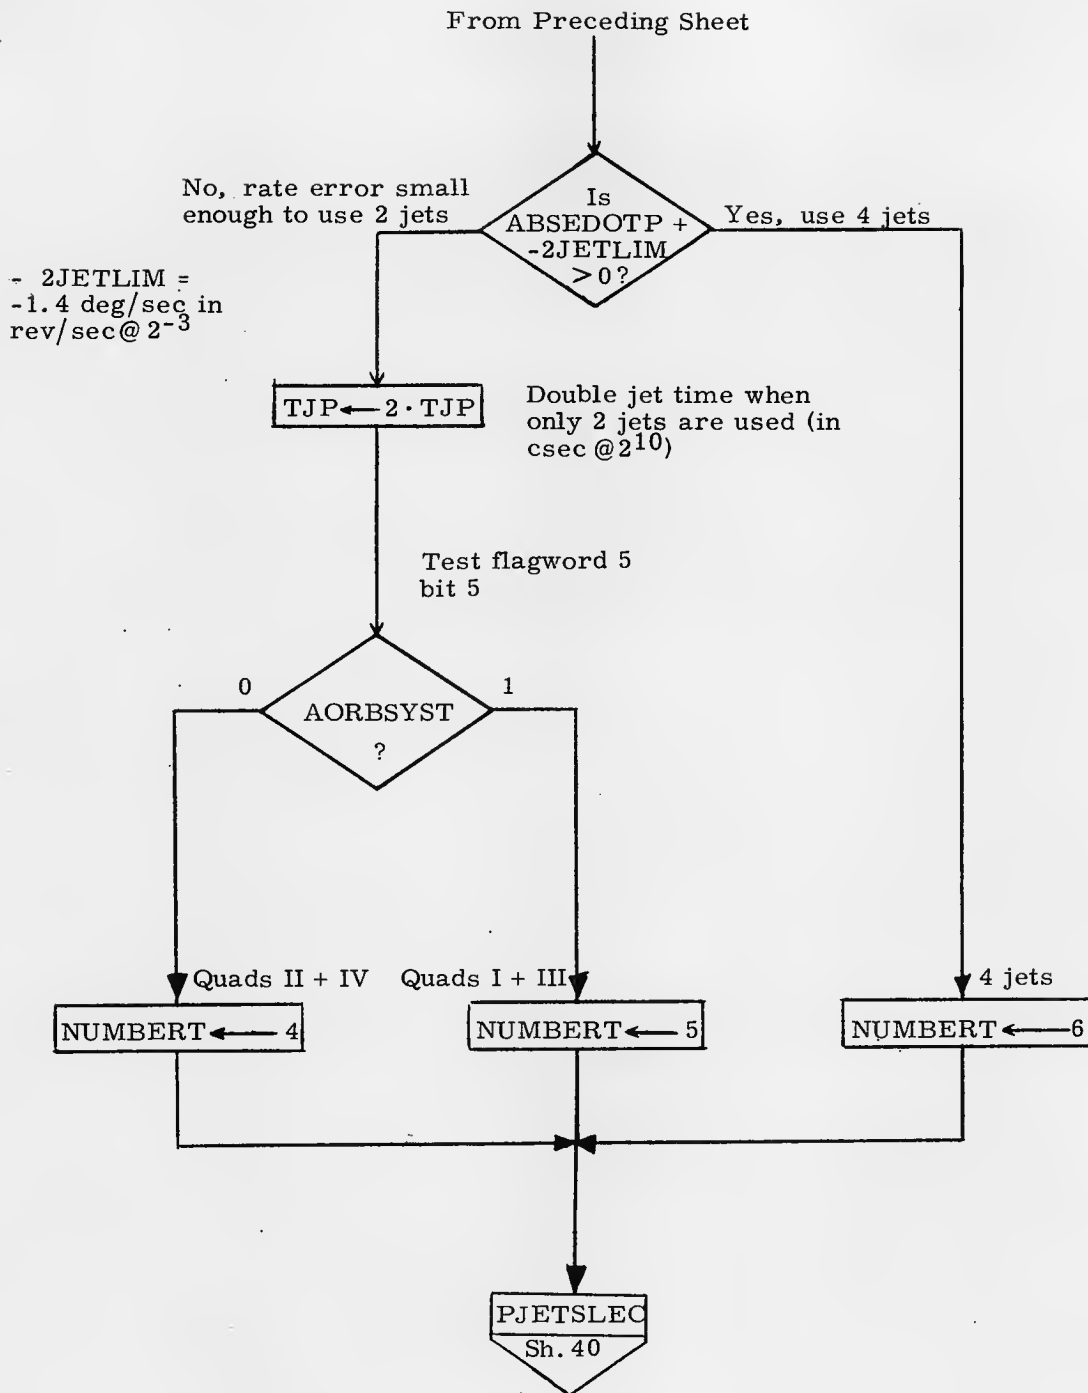 From Preceding Sheet
No, rate error small
enough to use 2 jets
Is
ABSEDOTP +
-2JETLIM
> 0?
Yes, use 4 jets
- 2JETLIM =
-1.4 deg/sec in
rev/sec@2⁻³
TJP ← 2 · TJP
Double jet time when
only 2 jets are used (in
csec @2¹⁰)
Test flagword 5
bit 5
0
AORBSYST
?
1
Quads II + IV
Quads I + III
4 jets
NUMBERT ← 4
NUMBERT ← 5
NUMBERT ← 6
PJETSLEC
Sh. 40